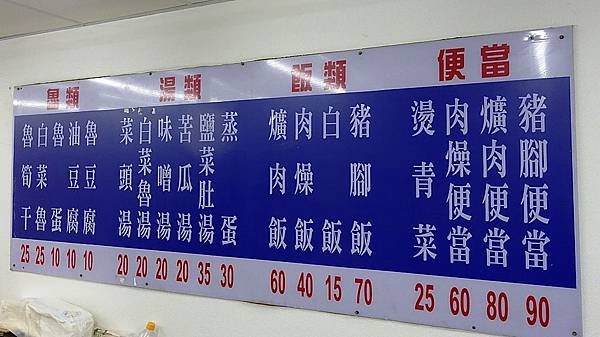 魯類
魯筍干 25
白菜魯 25
魯蛋 10
油豆腐 10
魯豆腐 10
湯類
菜頭湯 20
白菜魯湯 20
味噌湯 20
苦瓜湯 20
鹽菜肚湯 35
蒸蛋 30
飯類
爌肉飯 60
肉燥飯 40
白飯 15
豬腳飯 70
便當
燙青菜 25
肉燥便當 60
爌肉便當 80
豬腳便當 90